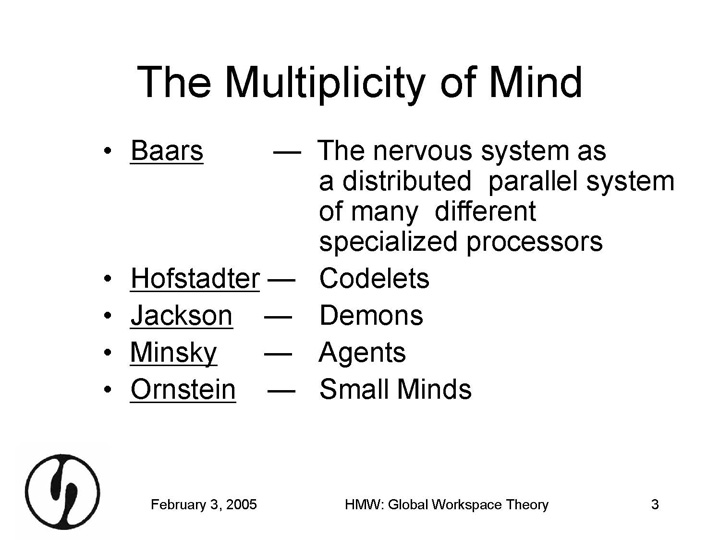 The Multiplicity of Mind
• Baars — The nervous system as
a distributed parallel system
of many different
specialized processors
• Hofstadter — Codelets
• Jackson — Demons
• Minsky — Agents
• Ornstein — Small Minds
February 3, 2005 HMW: Global Workspace Theory 3